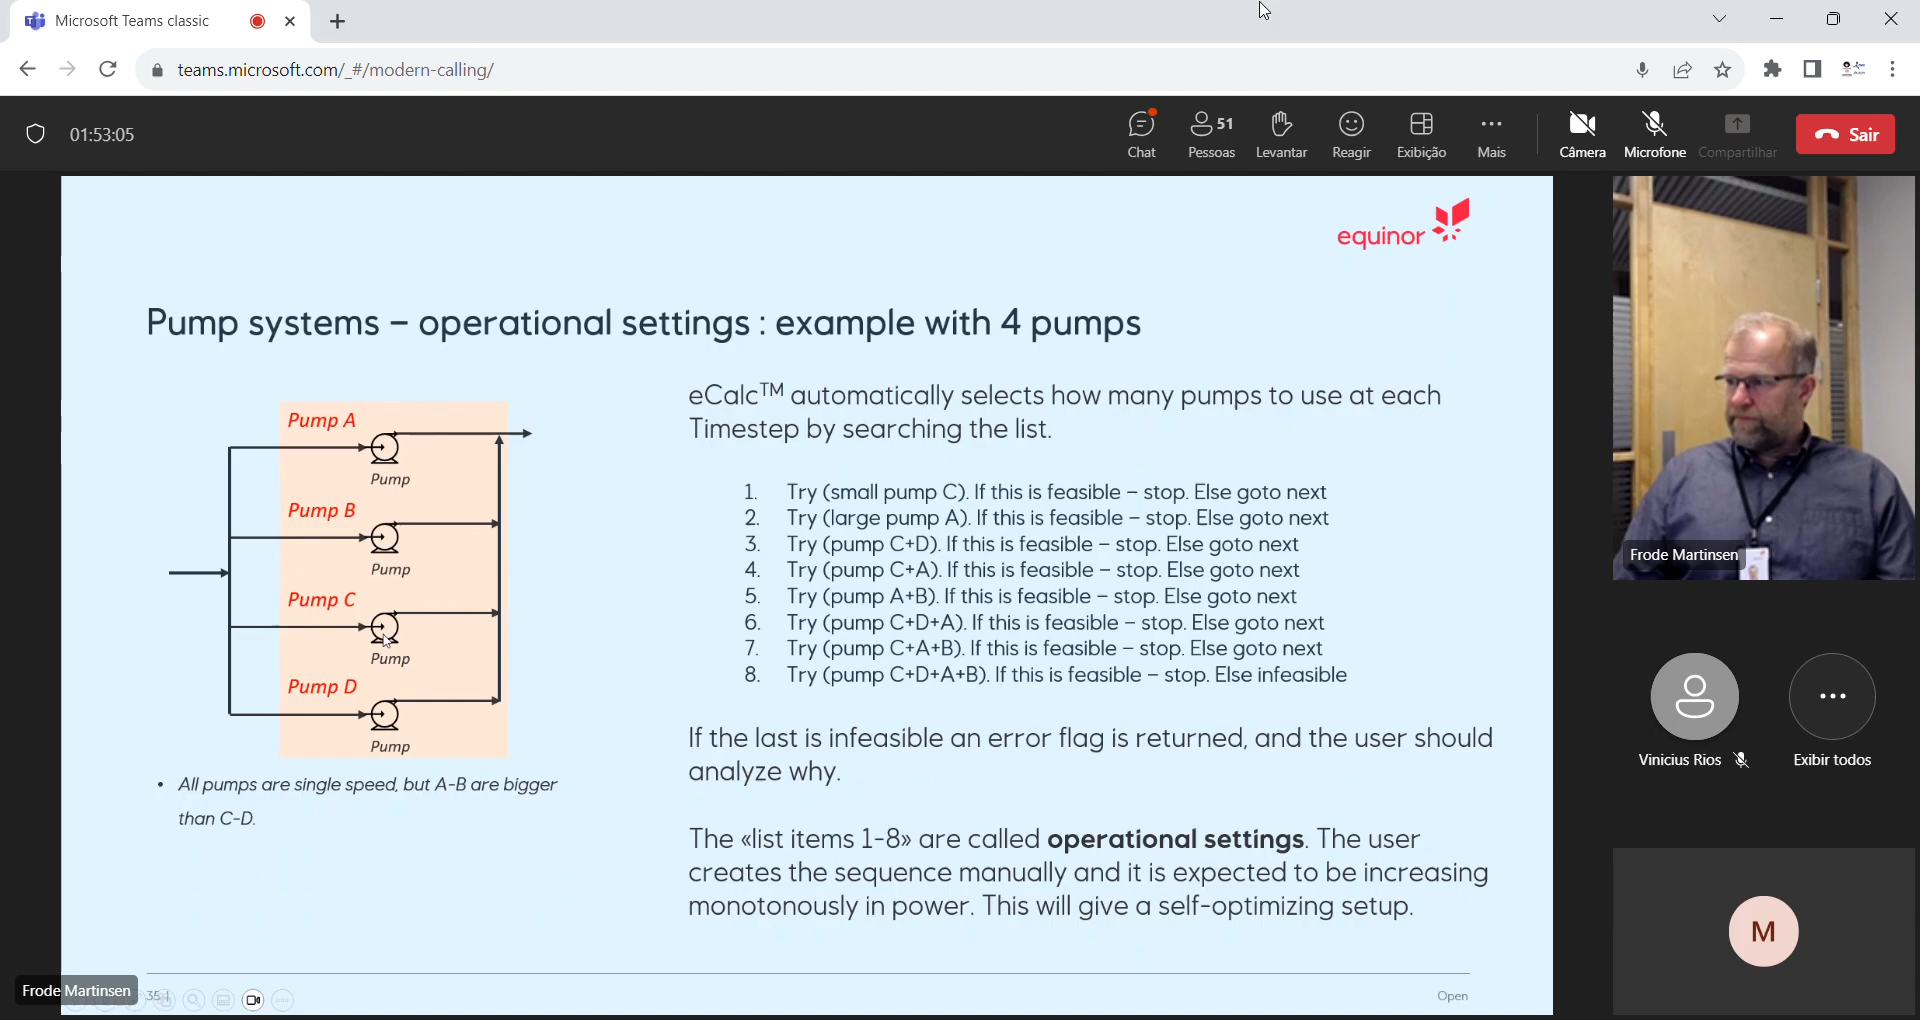 Microsoft Teams classic
teams.microsoft.com/_#/modern-calling/
01:53:05
Chat
51
Pessoas
Levantar
Reagir
Exibição
Mais
Câmera
Microfone
Compartilhar
Sair
equinor
Pump systems – operational settings : example with 4 pumps
Pump A
Pump
Pump B
Pump
Pump C
Pump
Pump D
Pump
• All pumps are single speed, but A-B are bigger
than C-D.
eCalc™ automatically selects how many pumps to use at each
Timestep by searching the list.
1. Try (small pump C). If this is feasible – stop. Else goto next
2. Try (large pump A). If this is feasible – stop. Else goto next
3. Try (pump C+D). If this is feasible – stop. Else goto next
4. Try (pump C+A). If this is feasible – stop. Else goto next
5. Try (pump A+B). If this is feasible – stop. Else goto next
6. Try (pump C+D+A). If this is feasible – stop. Else goto next
7. Try (pump C+A+B). If this is feasible – stop. Else goto next
8. Try (pump C+D+A+B). If this is feasible – stop. Else infeasible
If the last is infeasible an error flag is returned, and the user should
analyze why.
The «list items 1-8» are called operational settings. The user
creates the sequence manually and it is expected to be increasing
monotonously in power. This will give a self-optimizing setup.
35 |
Open
Frode Martinsen
Frode Martinsen
Vinicius Rios
Exibir todos
M